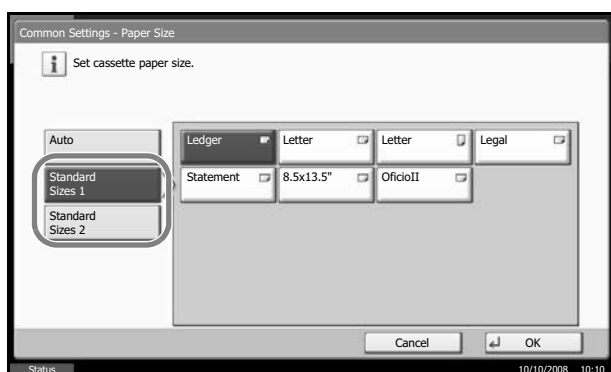 Common Settings - Paper Size
Set cassette paper size.
Auto
Ledger
Letter
Letter
Legal
Standard
Sizes 1
Statement
8.5x13.5"
OficioII
Standard
Sizes 2
Cancel
OK
Status
10/10/2008 10:10